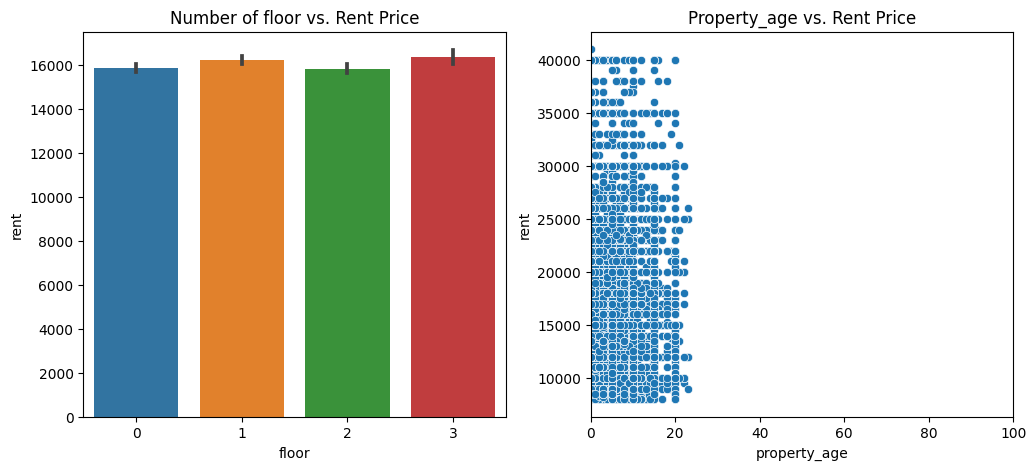 Number of floor vs. Rent Price
16000
14000
12000
10000
8000
6000
4000
2000
0
rent
0 1 2 3
floor
Property_age vs. Rent Price
40000
35000
30000
25000
20000
15000
10000
rent
0 20 40 60 80 100
property_age